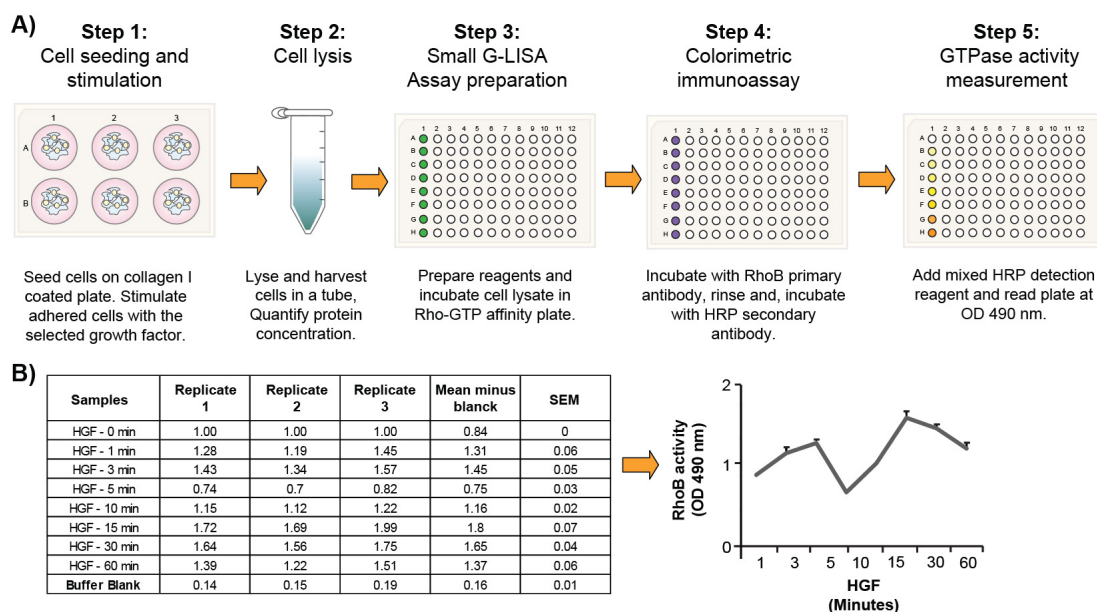 A)
Step 1:
Cell seeding and
stimulation
Step 2:
Cell lysis
Step 3:
Small G-LISA
Assay preparation
Step 4:
Colorimetric
immunoassay
Step 5:
GTPase activity
measurement
1 2 3
A
B
1 2 3 4 5 6 7 8 9 10 11 12
A
B
C
D
E
F
G
H
1 2 3 4 5 6 7 8 9 10 11 12
A
B
C
D
E
F
G
H
1 2 3 4 5 6 7 8 9 10 11 12
A
B
C
D
E
F
G
H
Seed cells on collagen I
coated plate. Stimulate
adhered cells with the
selected growth factor.
Lyse and harvest
cells in a tube,
Quantify protein
concentration.
Prepare reagents and
incubate cell lysate in
Rho-GTP affinity plate.
Incubate with RhoB primary
antibody, rinse and, incubate
with HRP secondary
antibody.
Add mixed HRP detection
reagent and read plate at
OD 490 nm.
B)
Samples Replicate 1 Replicate 2 Replicate 3 Mean minus blanck SEM
HGF - 0 min 1.00 1.00 1.00 0.84 0
HGF - 1 min 1.28 1.19 1.45 1.31 0.06
HGF - 3 min 1.43 1.34 1.57 1.45 0.05
HGF - 5 min 0.74 0.7 0.82 0.75 0.03
HGF - 10 min 1.15 1.12 1.22 1.16 0.02
HGF - 15 min 1.72 1.69 1.99 1.8 0.07
HGF - 30 min 1.64 1.56 1.75 1.65 0.04
HGF - 60 min 1.39 1.22 1.51 1.37 0.06
Buffer Blank 0.14 0.15 0.19 0.16 0.01
RhoB activity
(OD 490 nm)
2
1
0
1 3 5 10 15 30 60
HGF
(Minutes)